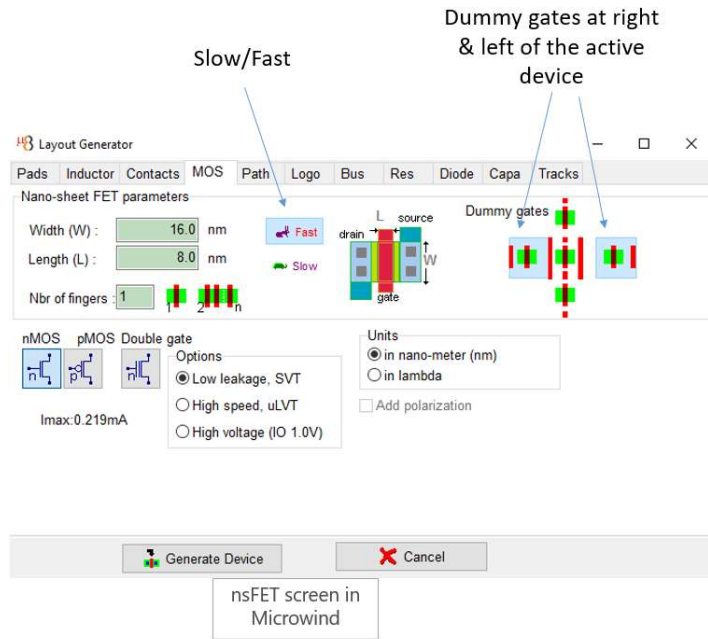 Dummy gates at right
& left of the active
device
Slow/Fast
Layout Generator
Pads Inductor Contacts MOS Path Logo Bus Res Diode Capa Tracks
Nano-sheet FET parameters
Width (W) : 16.0 nm
Length (L) : 8.0 nm
Nbr of fingers : 1
1 2 n
Fast
Slow
L source
drain
W
gate
Dummy gates
nMOS pMOS Double gate
n p n
Imax:0.219mA
Options
Low leakage, SVT
High speed, uLVT
High voltage (IO 1.0V)
Units
in nano-meter (nm)
in lambda
Add polarization
Generate Device Cancel
nsFET screen in
Microwind